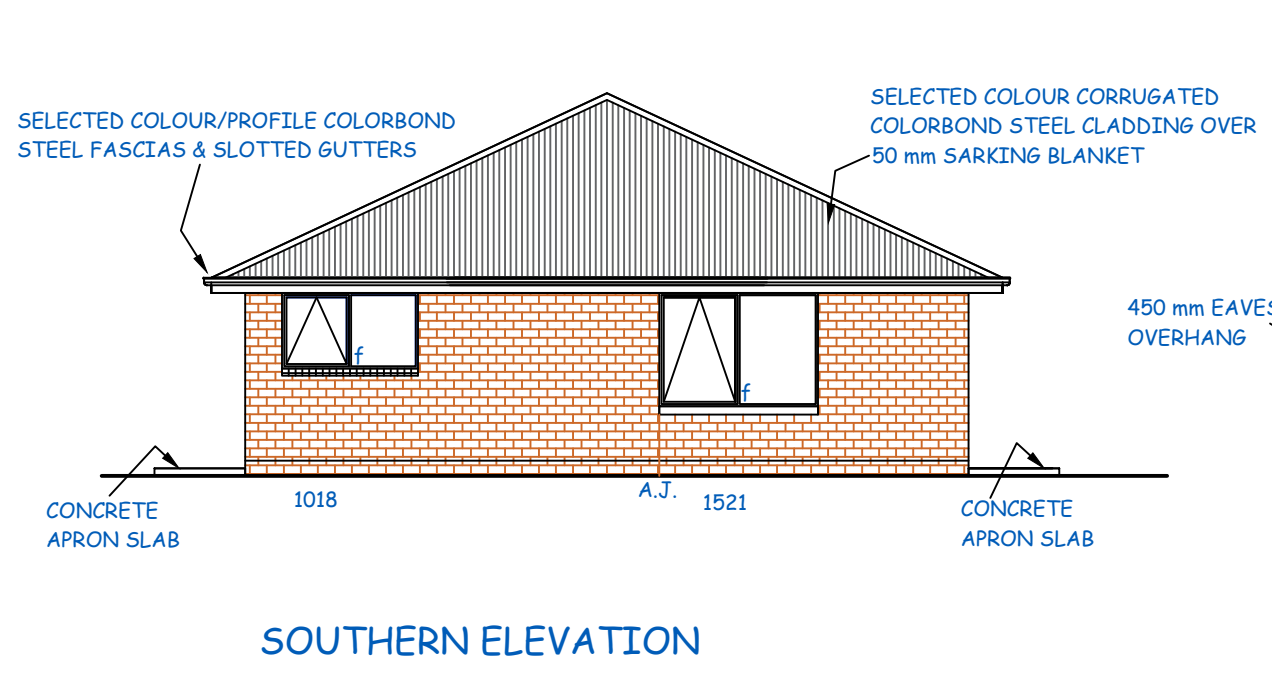 SELECTED COLOUR/PROFILE COLORBOND
STEEL FASCIAS & SLOTTED GUTTERS
SELECTED COLOUR CORRUGATED
COLORBOND STEEL CLADDING OVER
50 mm SARKING BLANKET
450 mm EAVES
OVERHANG
f
f
CONCRETE
APRON SLAB
1018
A.J.
1521
CONCRETE
APRON SLAB
SOUTHERN ELEVATION